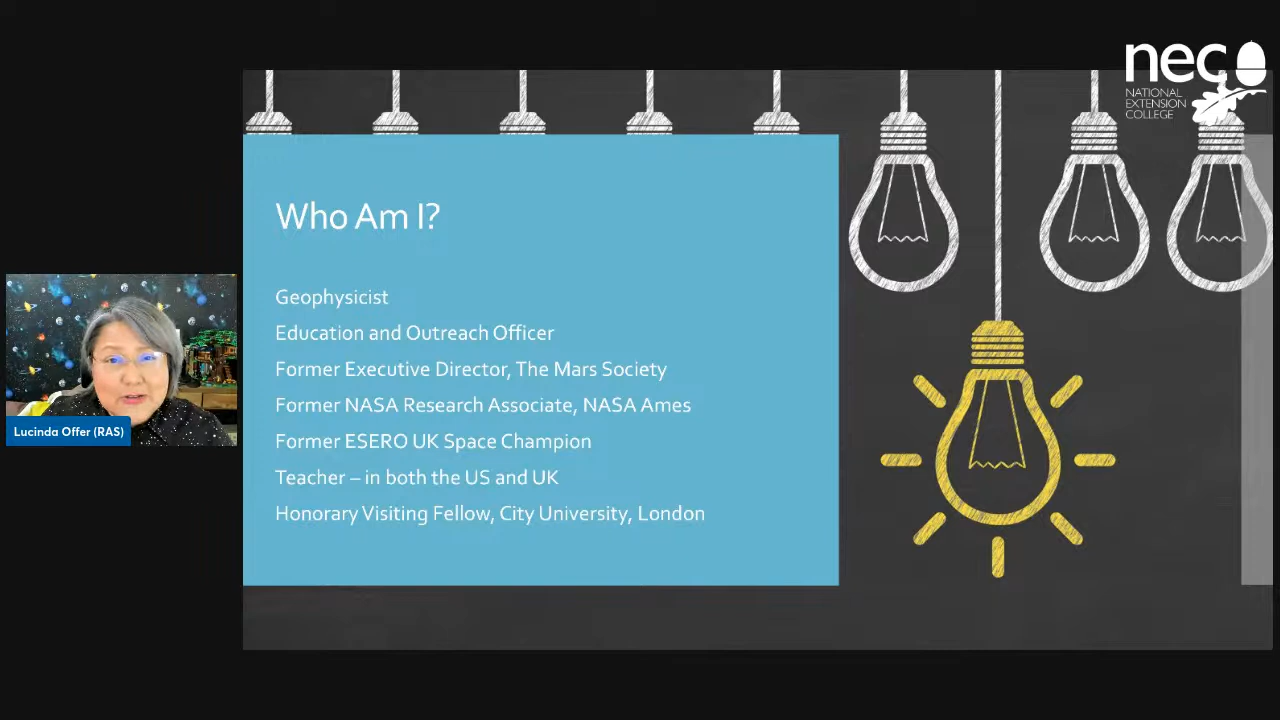 nec
NATIONAL
EXTENSION
COLLEGE
Who Am I?
Geophysicist
Education and Outreach Officer
Former Executive Director, The Mars Society
Former NASA Research Associate, NASA Ames
Former ESERO UK Space Champion
Teacher – in both the US and UK
Honorary Visiting Fellow, City University, London
Lucinda Offer (RAS)